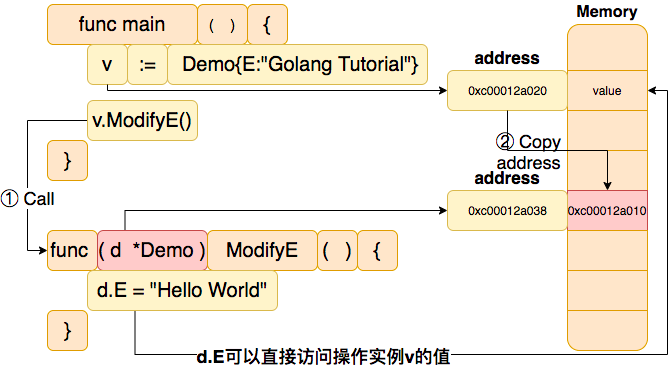 func main ( ) {
Memory
v := Demo{E:"Golang Tutorial"}
address
0xc00012a020
value
v.ModifyE()
② Copy
address
}
address
① Call
0xc00012a038
0xc00012a010
func ( d *Demo ) ModifyE ( ) {
d.E = "Hello World"
}
d.E可以直接访问操作实例v的值